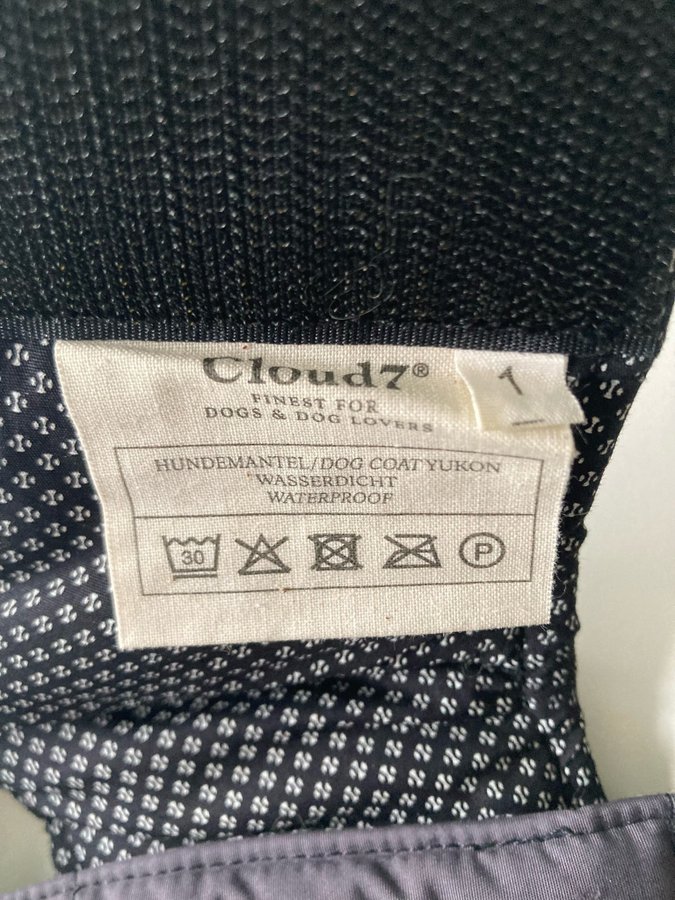 Cloud7®
FINEST FOR
DOGS & DOG LOVERS
1
HUNDEMANTEL/DOG COAT YUKON
WASSERDICHT
WATERPROOF
30
P